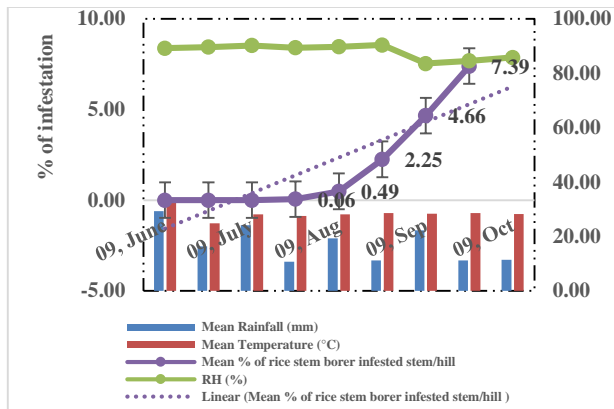 10.00
100.00
7.39
80.00
% of infestation
5.00
4.66
60.00
2.25
0.49
40.00
0.00
0.06
09, June
09, July
09, Aug
09, Sep
09, Oct
20.00
-5.00
0.00
Mean Rainfall (mm)
Mean Temperature (°C)
Mean % of rice stem borer infested stem/hill
RH (%)
Linear (Mean % of rice stem borer infested stem/hill )